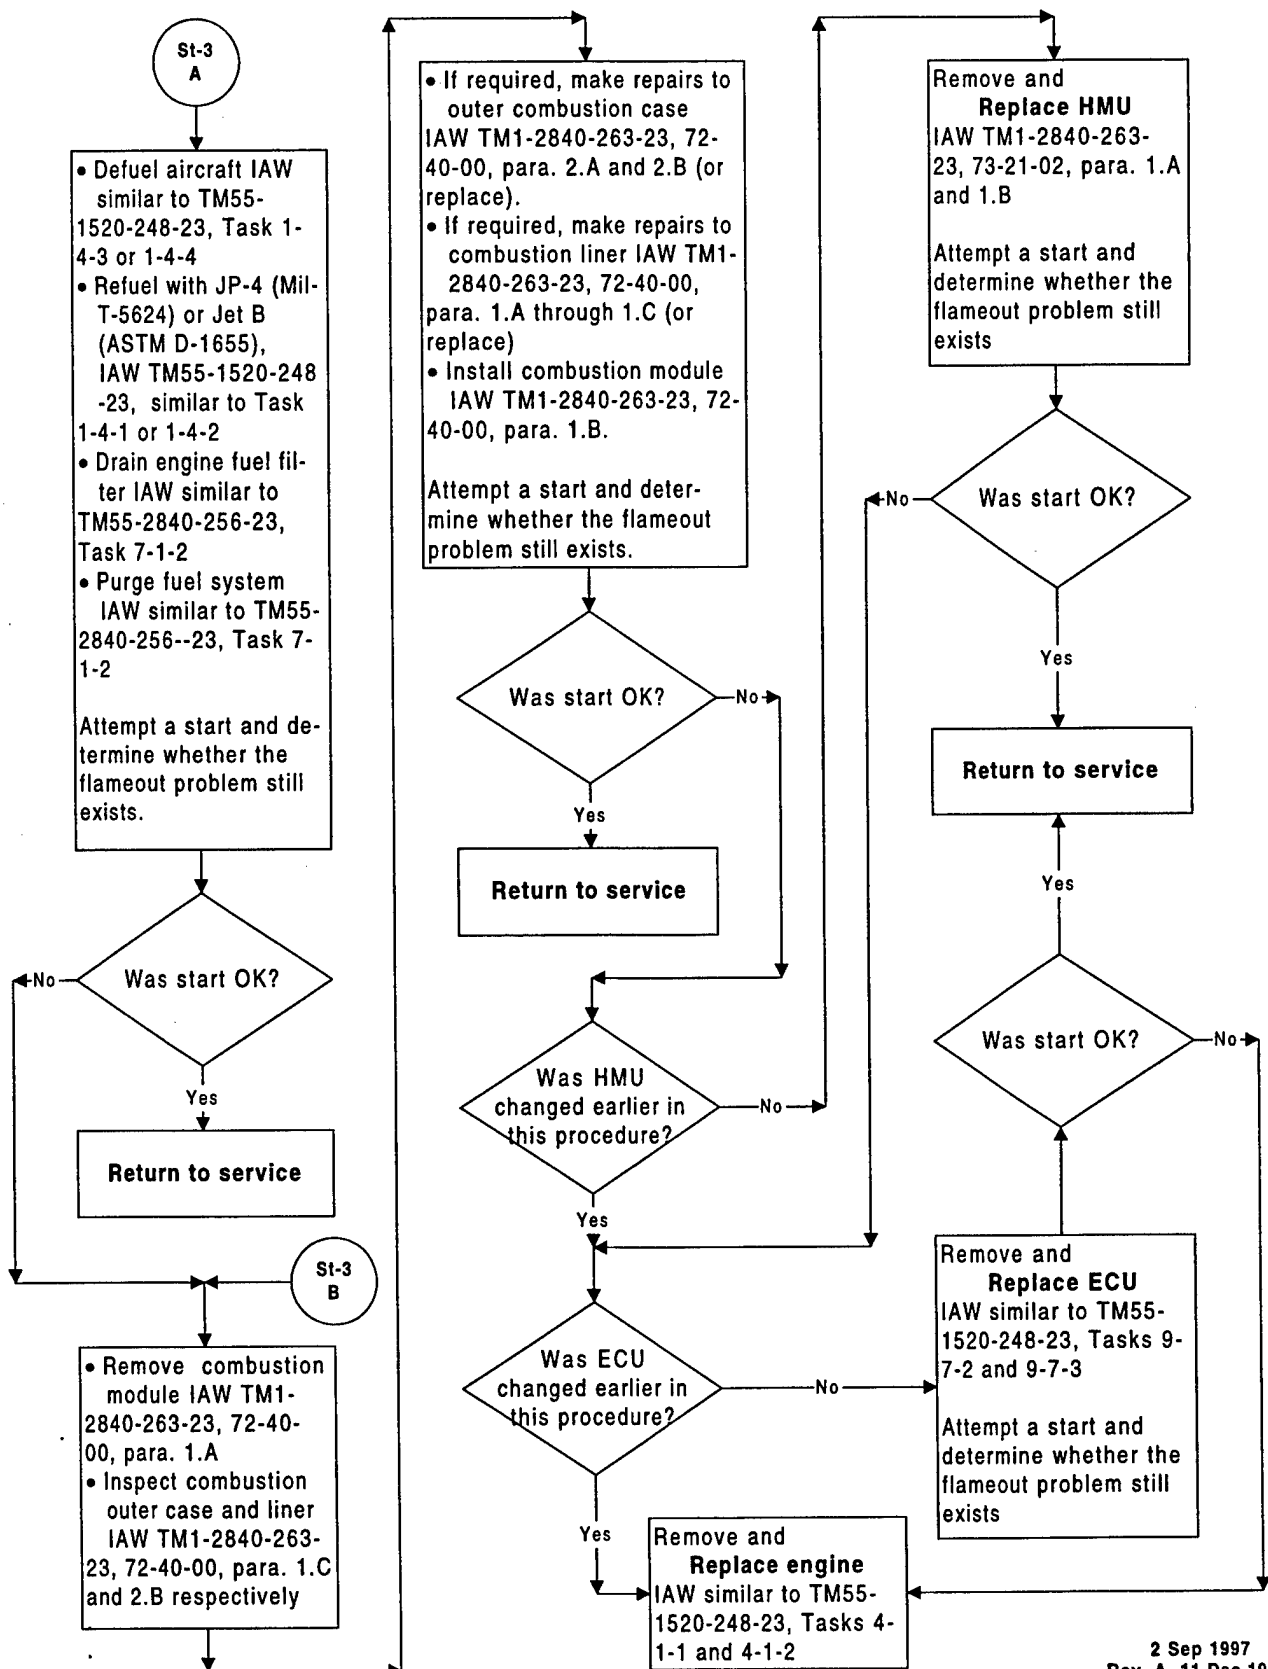 St-3
A
• Defuel aircraft IAW
similar to TM55-
1520-248-23, Task 1-
4-3 or 1-4-4
• Refuel with JP-4 (Mil-
T-5624) or Jet B
(ASTM D-1655),
IAW TM55-1520-248
-23, similar to Task
1-4-1 or 1-4-2
• Drain engine fuel fil-
ter IAW similar to
TM55-2840-256-23,
Task 7-1-2
• Purge fuel system
IAW similar to TM55-
2840-256--23, Task 7-
1-2
Attempt a start and de-
termine whether the
flameout problem still
exists.
Was start OK?
No
Yes
Return to service
St-3
B
• Remove combustion
module IAW TM1-
2840-263-23, 72-40-
00, para. 1.A
• Inspect combustion
outer case and liner
IAW TM1-2840-263-
23, 72-40-00, para. 1.C
and 2.B respectively
• If required, make repairs to
outer combustion case
IAW TM1-2840-263-23, 72-
40-00, para. 2.A and 2.B (or
replace).
• If required, make repairs to
combustion liner IAW TM1-
2840-263-23, 72-40-00,
para. 1.A through 1.C (or
replace)
• Install combustion module
IAW TM1-2840-263-23, 72-
40-00, para. 1.B.
Attempt a start and deter-
mine whether the flameout
problem still exists.
Was start OK?
No
Yes
Return to service
Was HMU
changed earlier in
this procedure?
No
Yes
Was ECU
changed earlier in
this procedure?
No
Yes
Remove and
Replace engine
IAW similar to TM55-
1520-248-23, Tasks 4-
1-1 and 4-1-2
Remove and
Replace HMU
IAW TM1-2840-263-
23, 73-21-02, para. 1.A
and 1.B
Attempt a start and
determine whether the
flameout problem still
exists
Was start OK?
No
Yes
Return to service
Yes
Was start OK?
No
Remove and
Replace ECU
IAW similar to TM55-
1520-248-23, Tasks 9-
7-2 and 9-7-3
Attempt a start and
determine whether the
flameout problem still
exists
2 Sep 1997
Rev. A, 11 Dec